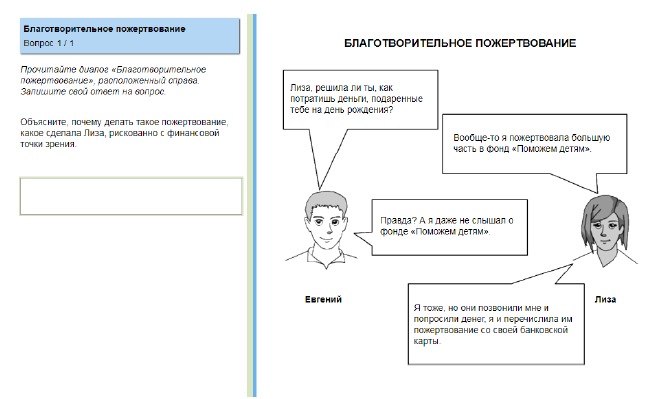 Благотворительное пожертвование
Вопрос 1 / 1
Прочитайте диалог «Благотворительное
пожертвование», расположенный справа.
Запишите свой ответ на вопрос.
Объясните, почему делать такое пожертвование,
какое сделала Лиза, рискованно с финансовой
точки зрения.
БЛАГОТВОРИТЕЛЬНОЕ ПОЖЕРТВОВАНИЕ
Лиза, решила ли ты, как
потратишь деньги, подаренные
тебе на день рождения?
Вообще-то я пожертвовала большую
часть в фонд «Поможем детям».
Правда? А я даже не слышал о
фонде «Поможем детям».
Евгений
Лиза
Я тоже, но они позвонили мне и
попросили денег, я и перечислила им
пожертвование со своей банковской
карты.